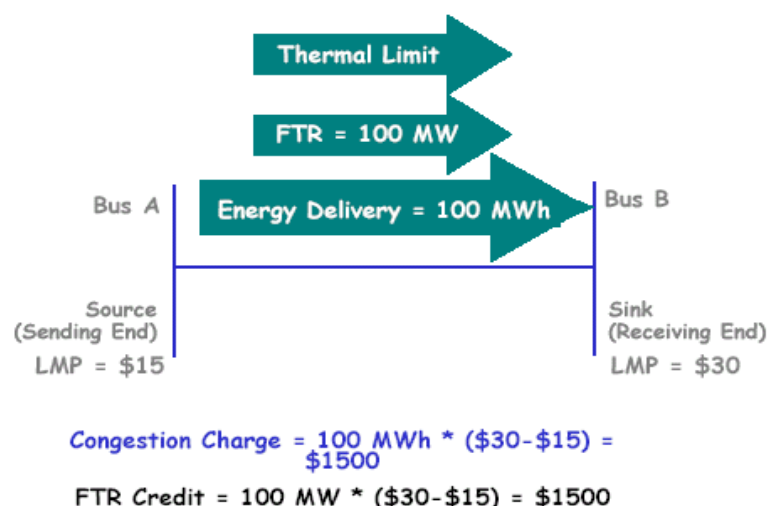 Thermal Limit
FTR = 100 MW
Energy Delivery = 100 MWh
Bus A
Bus B
Source
(Sending End)
LMP = $15
Sink
(Receiving End)
LMP = $30
Congestion Charge = 100 MWh * ($30-$15) =
$1500
FTR Credit = 100 MW * ($30-$15) = $1500